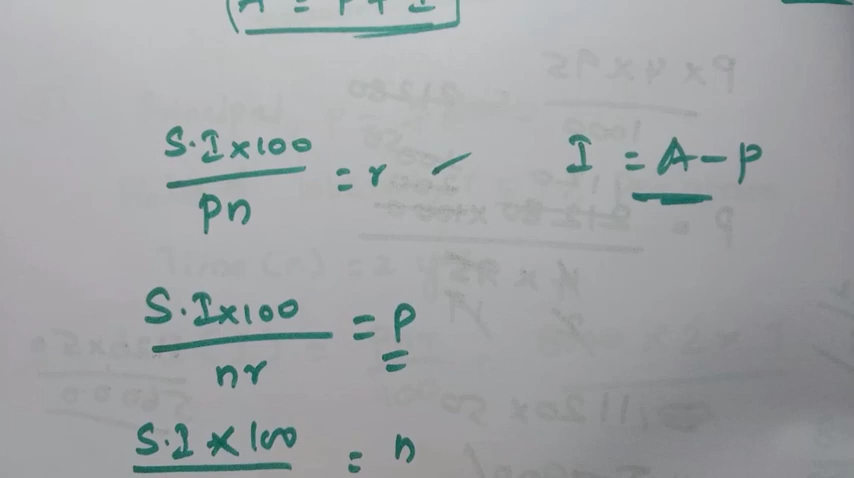 A = P + I
S.I×100 / pn = r ✓ I = A - P
S.I×100 / nr = P
S.I × 100 = n